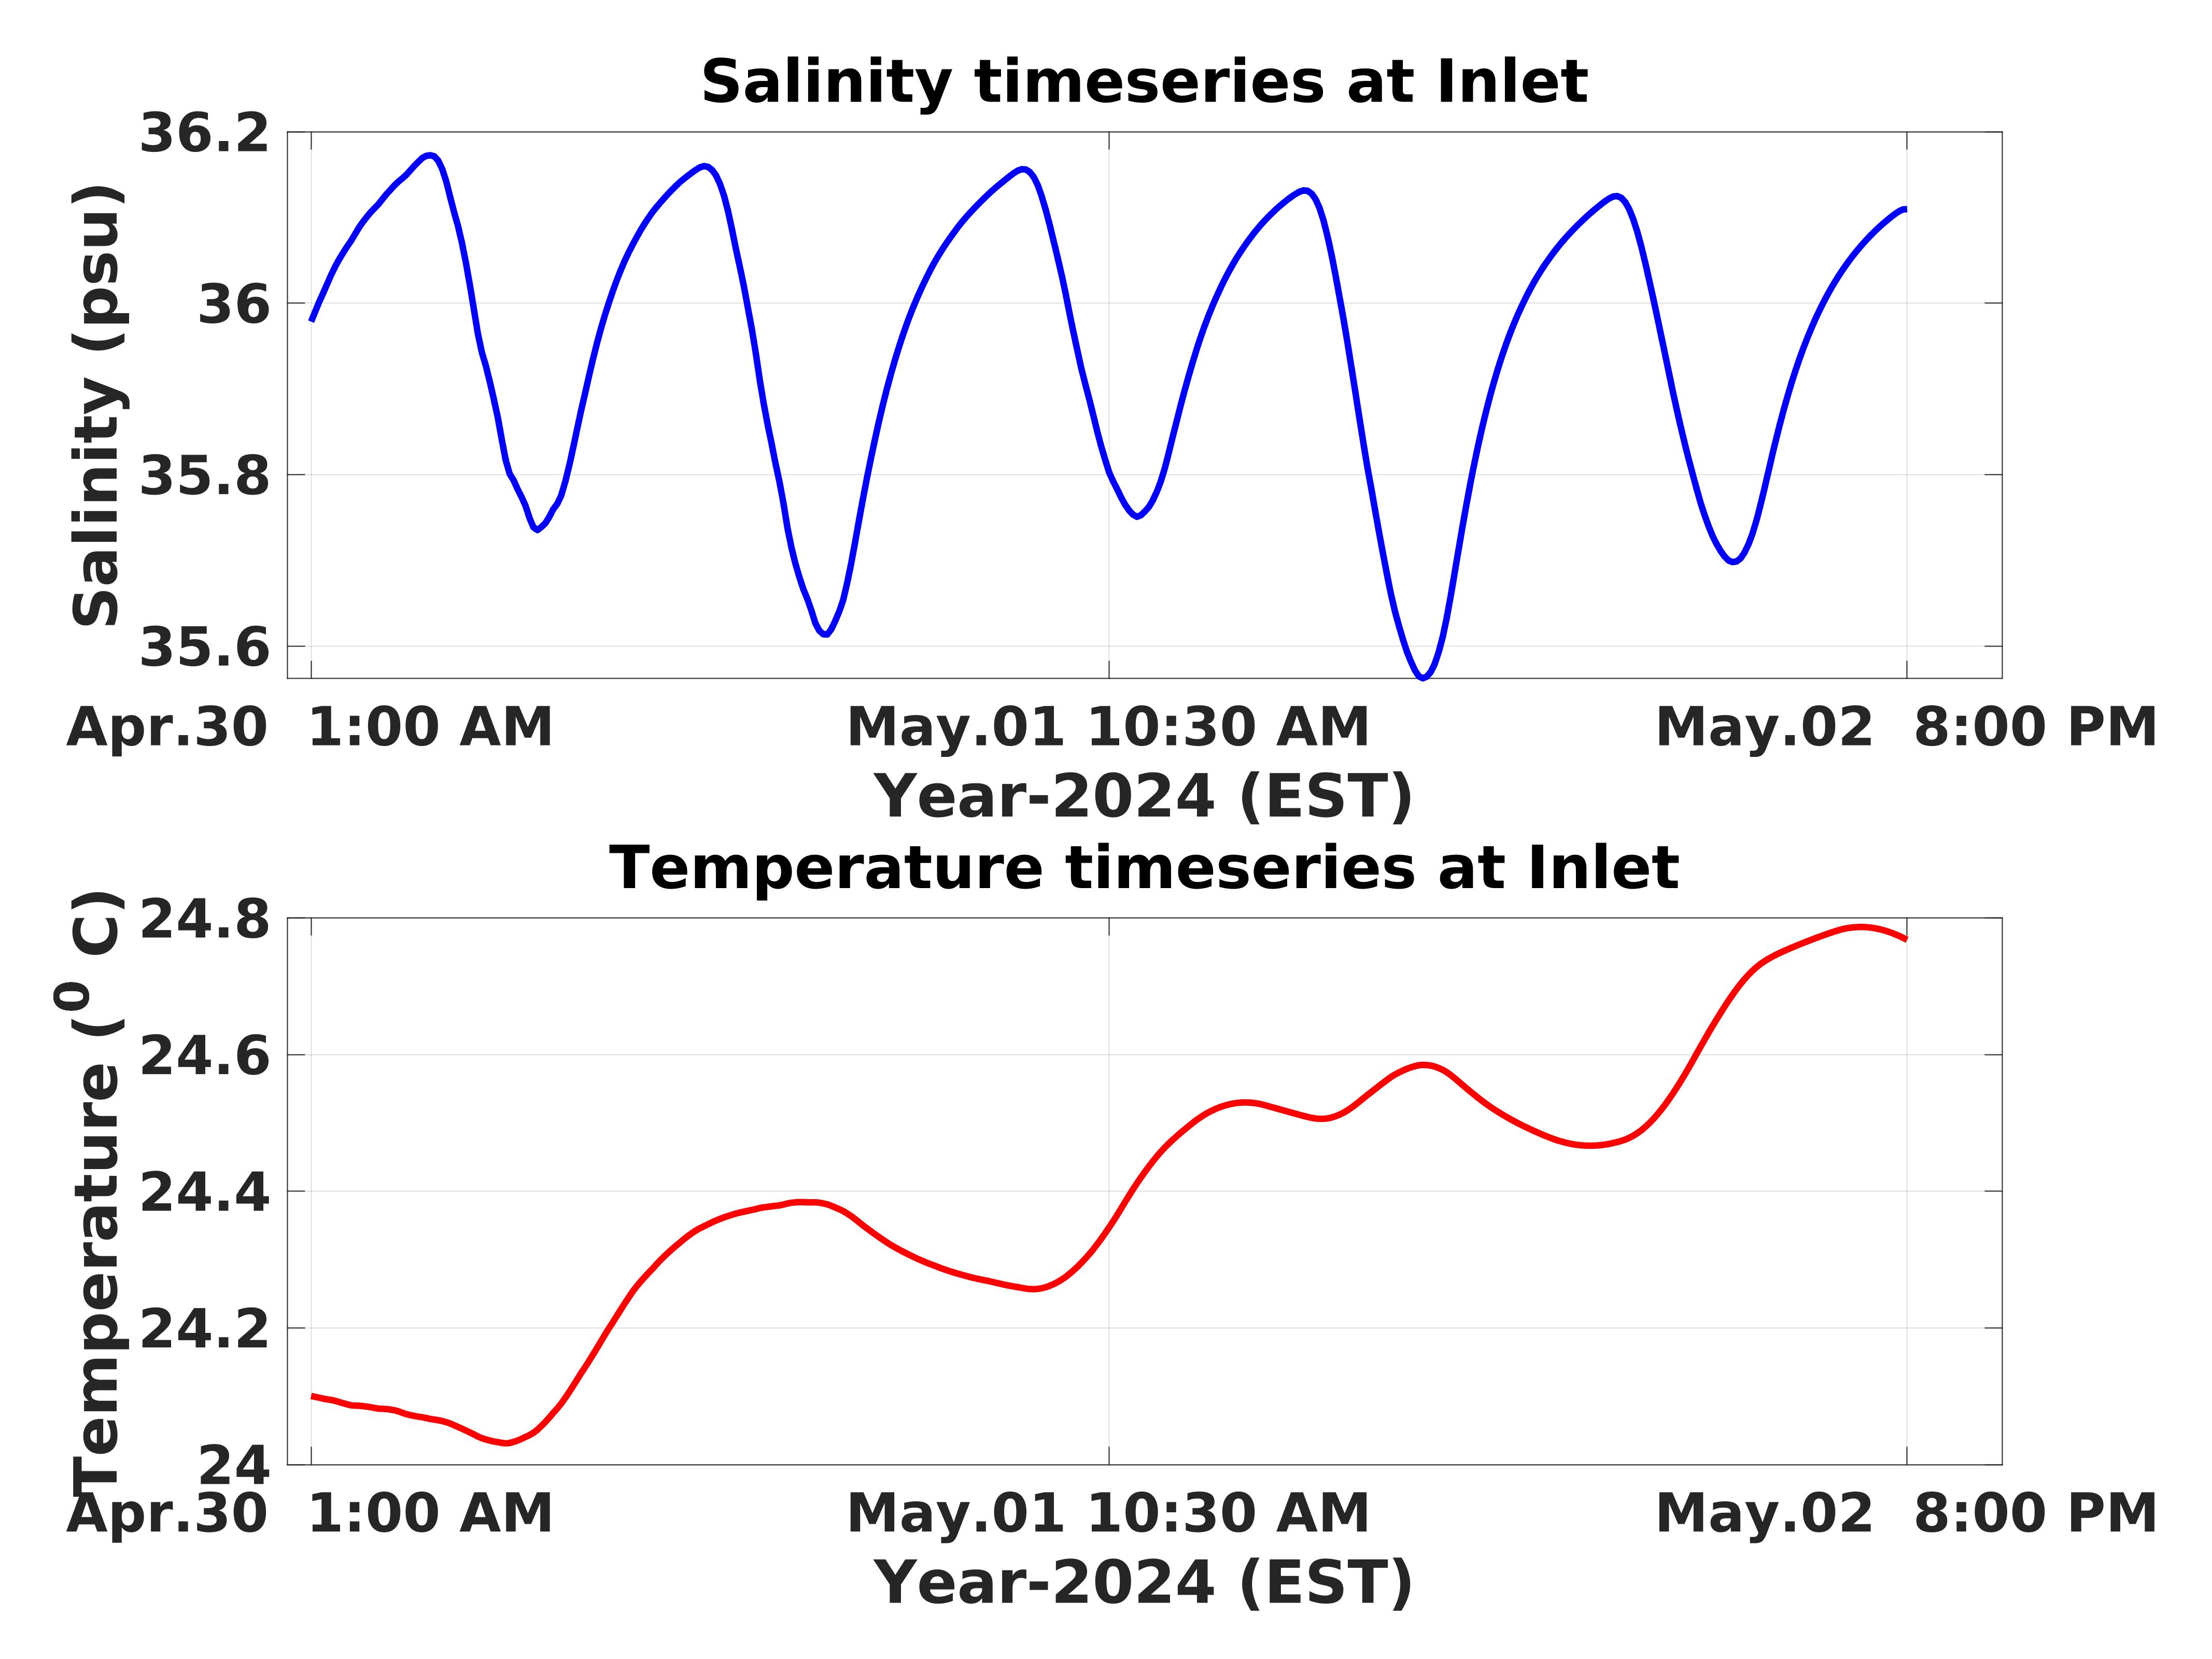 Salinity timeseries at Inlet
Salinity (psu)
36.2
36
35.8
35.6
Apr.30 1:00 AM May.01 10:30 AM May.02 8:00 PM
Year-2024 (EST)
Temperature timeseries at Inlet
Temperature (⁰ C)
24.8
24.6
24.4
24.2
24
Apr.30 1:00 AM May.01 10:30 AM May.02 8:00 PM
Year-2024 (EST)